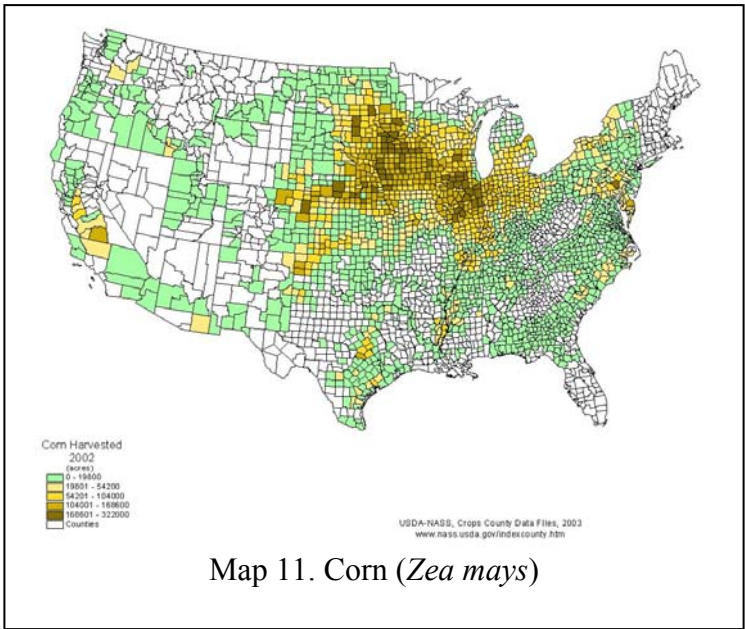 Corn Harvested
2002
(acres)
0 - 19800
19801 - 54200
54201 - 104000
104001 - 168600
168601 - 322000
Counties
USDA-NASS, Crops County Data Files, 2003
www.nass.usda.gov/indexcounty.htm
Map 11. Corn (Zea mays)